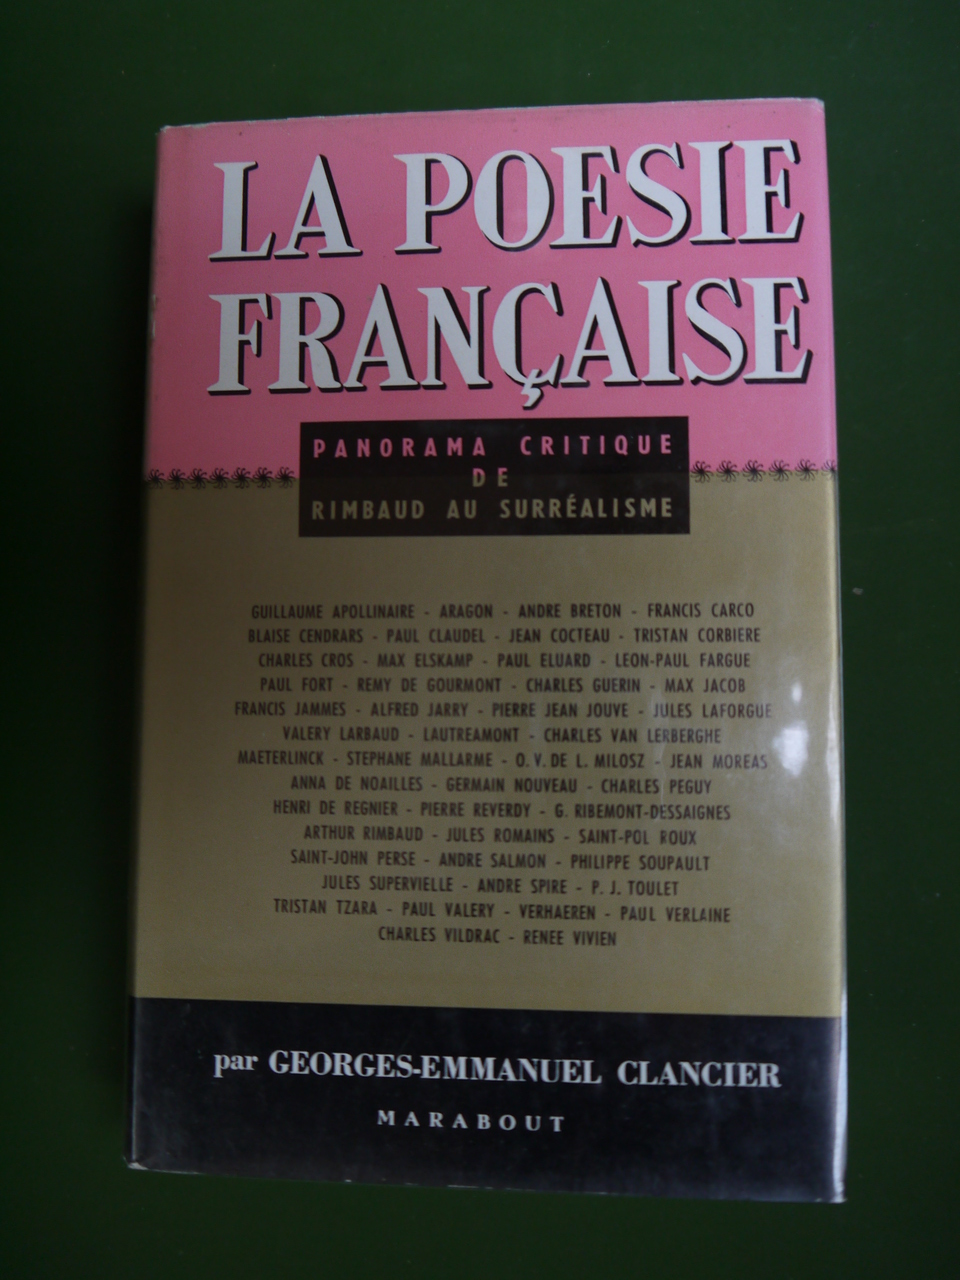 LA POESIE
FRANÇAISE
PANORAMA CRITIQUE
DE
RIMBAUD AU SURRÉALISME
GUILLAUME APOLLINAIRE - ARAGON - ANDRE BRETON - FRANCIS CARCO
BLAISE CENDRARS - PAUL CLAUDEL - JEAN COCTEAU - TRISTAN CORBIERE
CHARLES CROS - MAX ELSKAMP - PAUL ELUARD - LEON-PAUL FARGUE
PAUL FORT - REMY DE GOURMONT - CHARLES GUERIN - MAX JACOB
FRANCIS JAMMES - ALFRED JARRY - PIERRE JEAN JOUVE - JULES LAFORGUE
VALERY LARBAUD - LAUTREAMONT - CHARLES VAN LERBERGHE
MAETERLINCK - STEPHANE MALLARME - O. V. DE L. MILOSZ - JEAN MOREAS
ANNA DE NOAILLES - GERMAIN NOUVEAU - CHARLES PEGUY
HENRI DE REGNIER - PIERRE REVERDY - G. RIBEMONT-DESSAIGNES
ARTHUR RIMBAUD - JULES ROMAINS - SAINT-POL ROUX
SAINT-JOHN PERSE - ANDRE SALMON - PHILIPPE SOUPAULT
JULES SUPERVIELLE - ANDRE SPIRE - P. J. TOULET
TRISTAN TZARA - PAUL VALERY - VERHAEREN - PAUL VERLAINE
CHARLES VILDRAC - RENEE VIVIEN
par GEORGES-EMMANUEL CLANCIER
MARABOUT